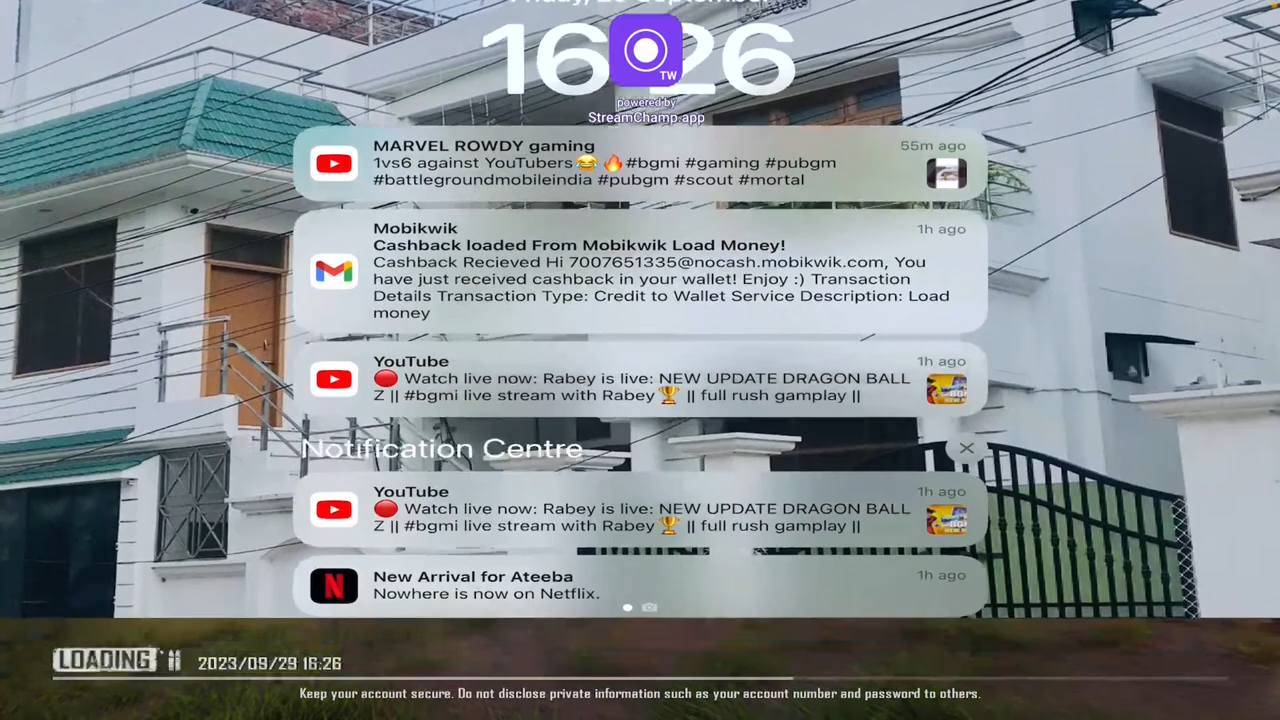 16 26
TW
powered by
StreamChamp.app
MARVEL ROWDY gaming
55m ago
1vs6 against YouTubers😂 🔥#bgmi #gaming #pubgm
#battlegroundmobileindia #pubgm #scout #mortal
Mobikwik
1h ago
Cashback loaded From Mobikwik Load Money!
Cashback Recieved Hi 7007651335@nocash.mobikwik.com, You
have just received cashback in your wallet! Enjoy :) Transaction
Details Transaction Type: Credit to Wallet Service Description: Load
money
YouTube
1h ago
🔴 Watch live now: Rabey is live: NEW UPDATE DRAGON BALL
Z || #bgmi live stream with Rabey🏆 || full rush gamplay ||
Notification Centre
YouTube
1h ago
🔴 Watch live now: Rabey is live: NEW UPDATE DRAGON BALL
Z || #bgmi live stream with Rabey🏆 || full rush gamplay ||
N
New Arrival for Ateeba
1h ago
Nowhere is now on Netflix.
LOADING
2023/09/29 16:26
Keep your account secure. Do not disclose private information such as your account number and password to others.